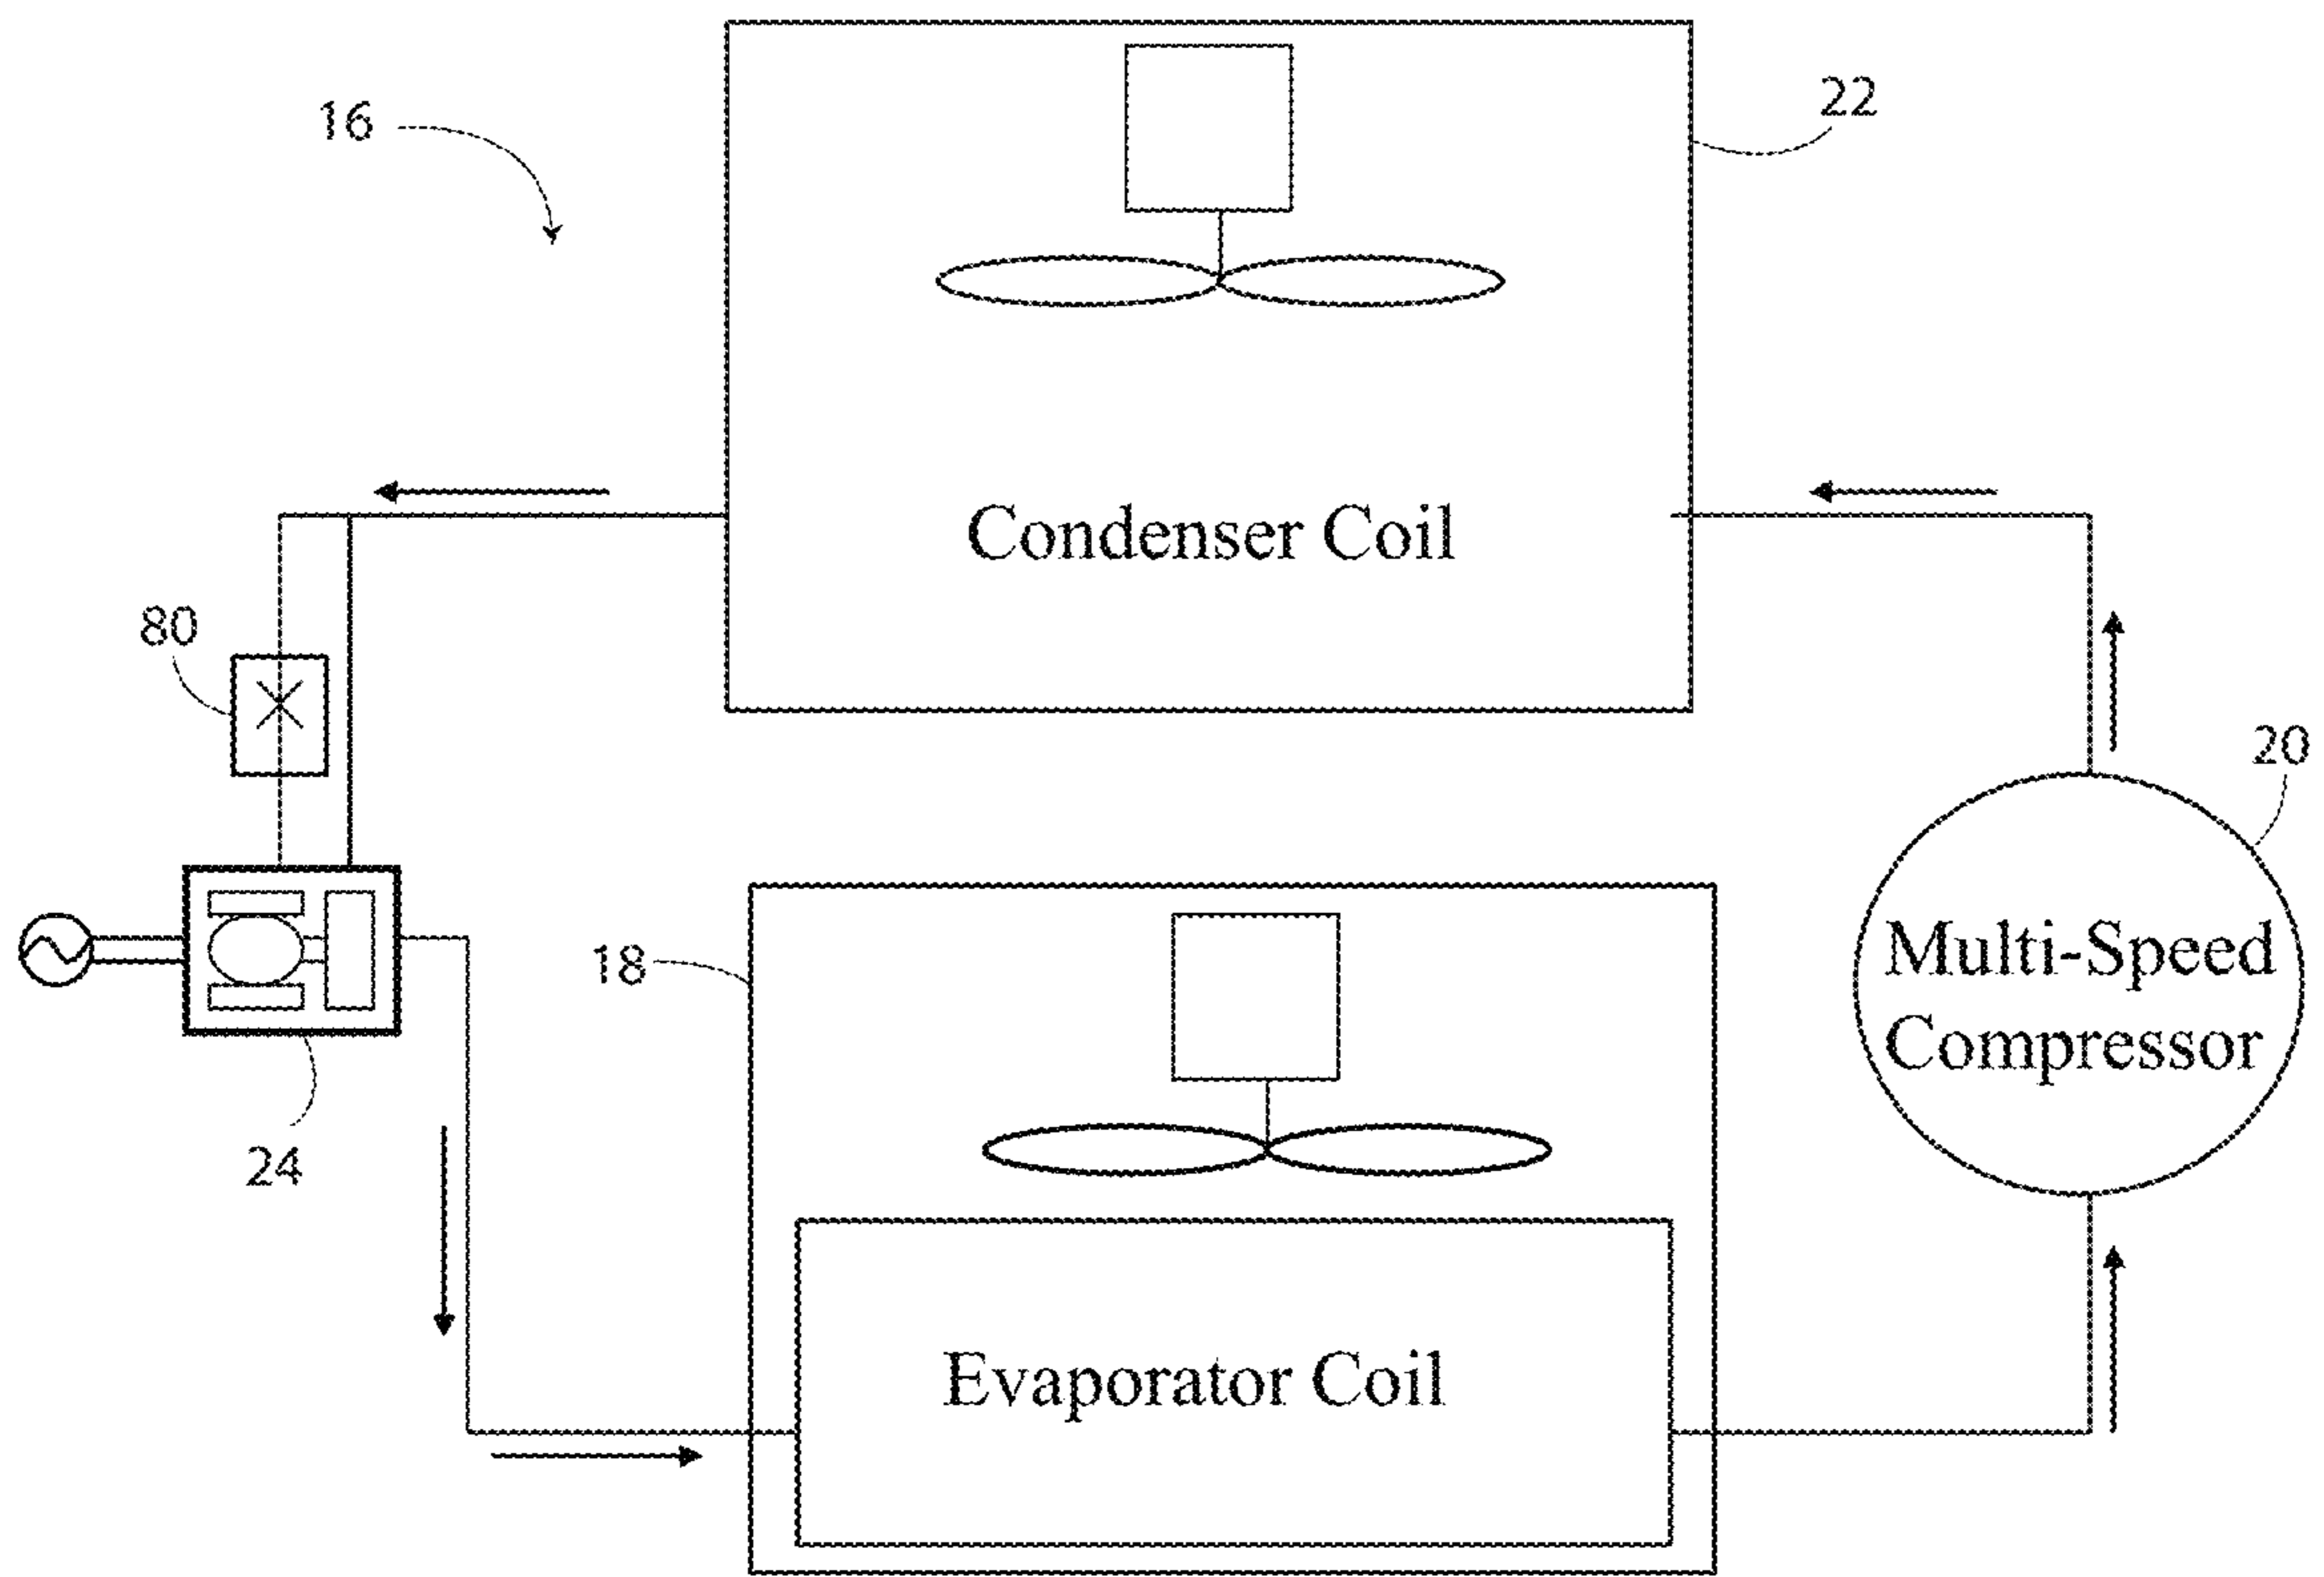 16
22
Condenser Coil
80
20
Multi-Speed
Compressor
18
24
Evaporator Coil